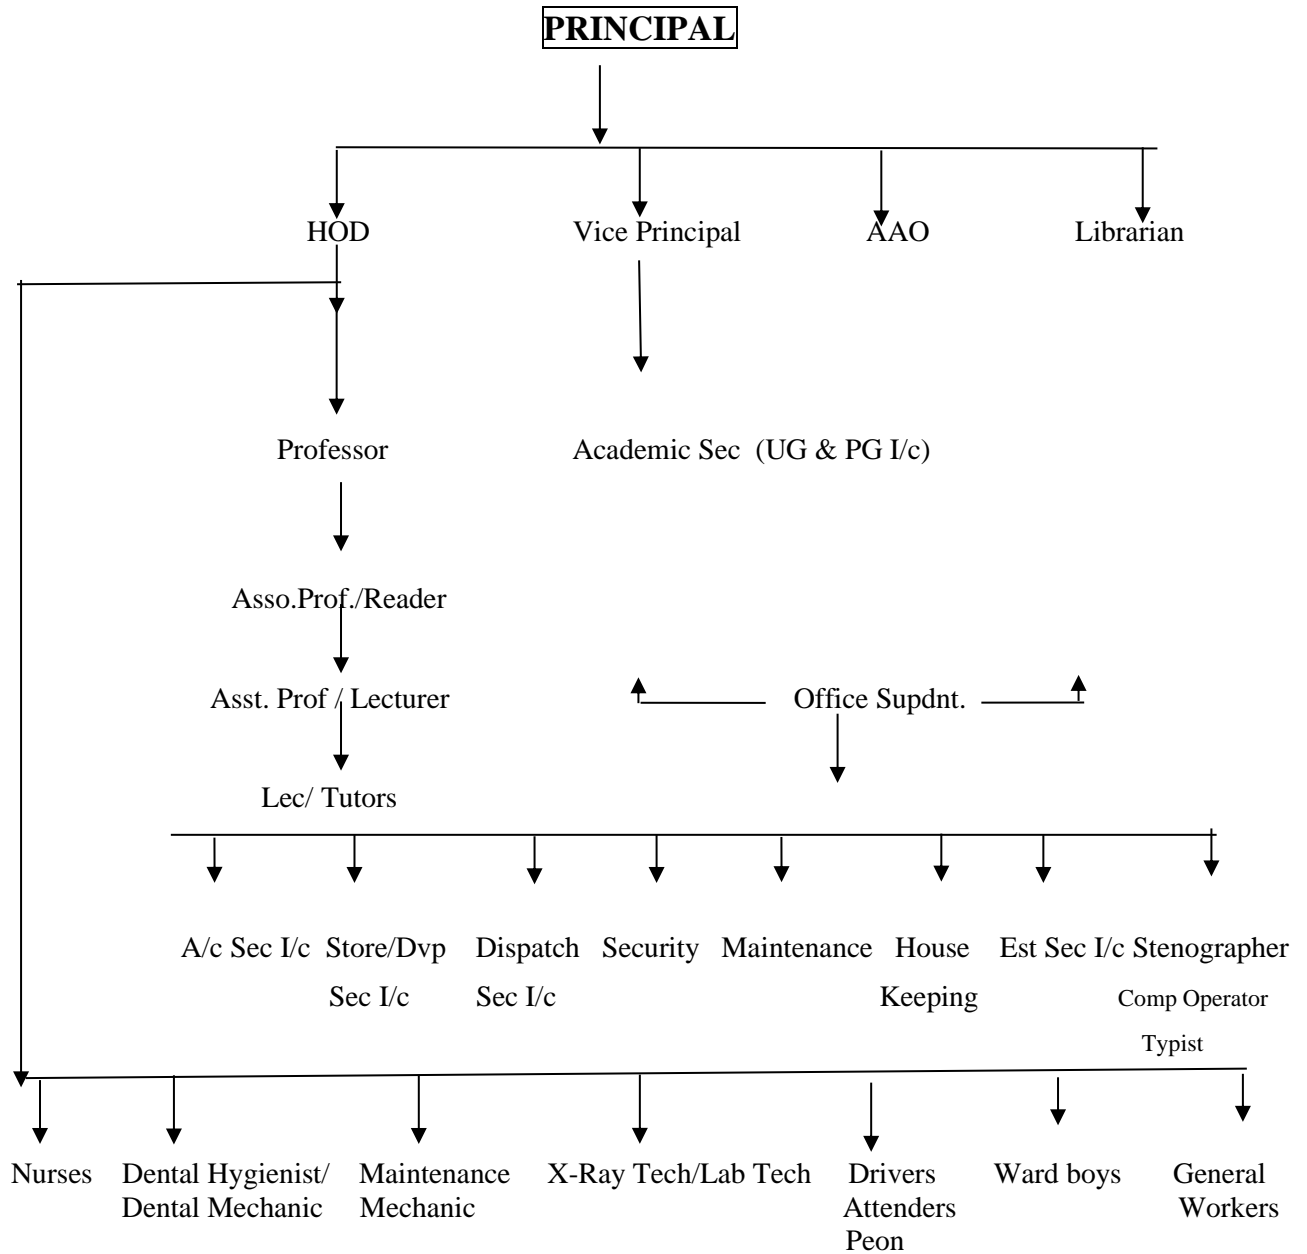 PRINCIPAL
HOD Vice Principal AAO Librarian
Professor Academic Sec (UG & PG I/c)
Asso.Prof./Reader
Asst. Prof / Lecturer Office Supdnt.
Lec/ Tutors
A/c Sec I/c Store/Dvp Dispatch Security Maintenance House Est Sec I/c Stenographer
Sec I/c Sec I/c Keeping Comp Operator
Typist
Nurses Dental Hygienist/ Maintenance X-Ray Tech/Lab Tech Drivers Ward boys General
Dental Mechanic Mechanic Attenders Workers
Peon